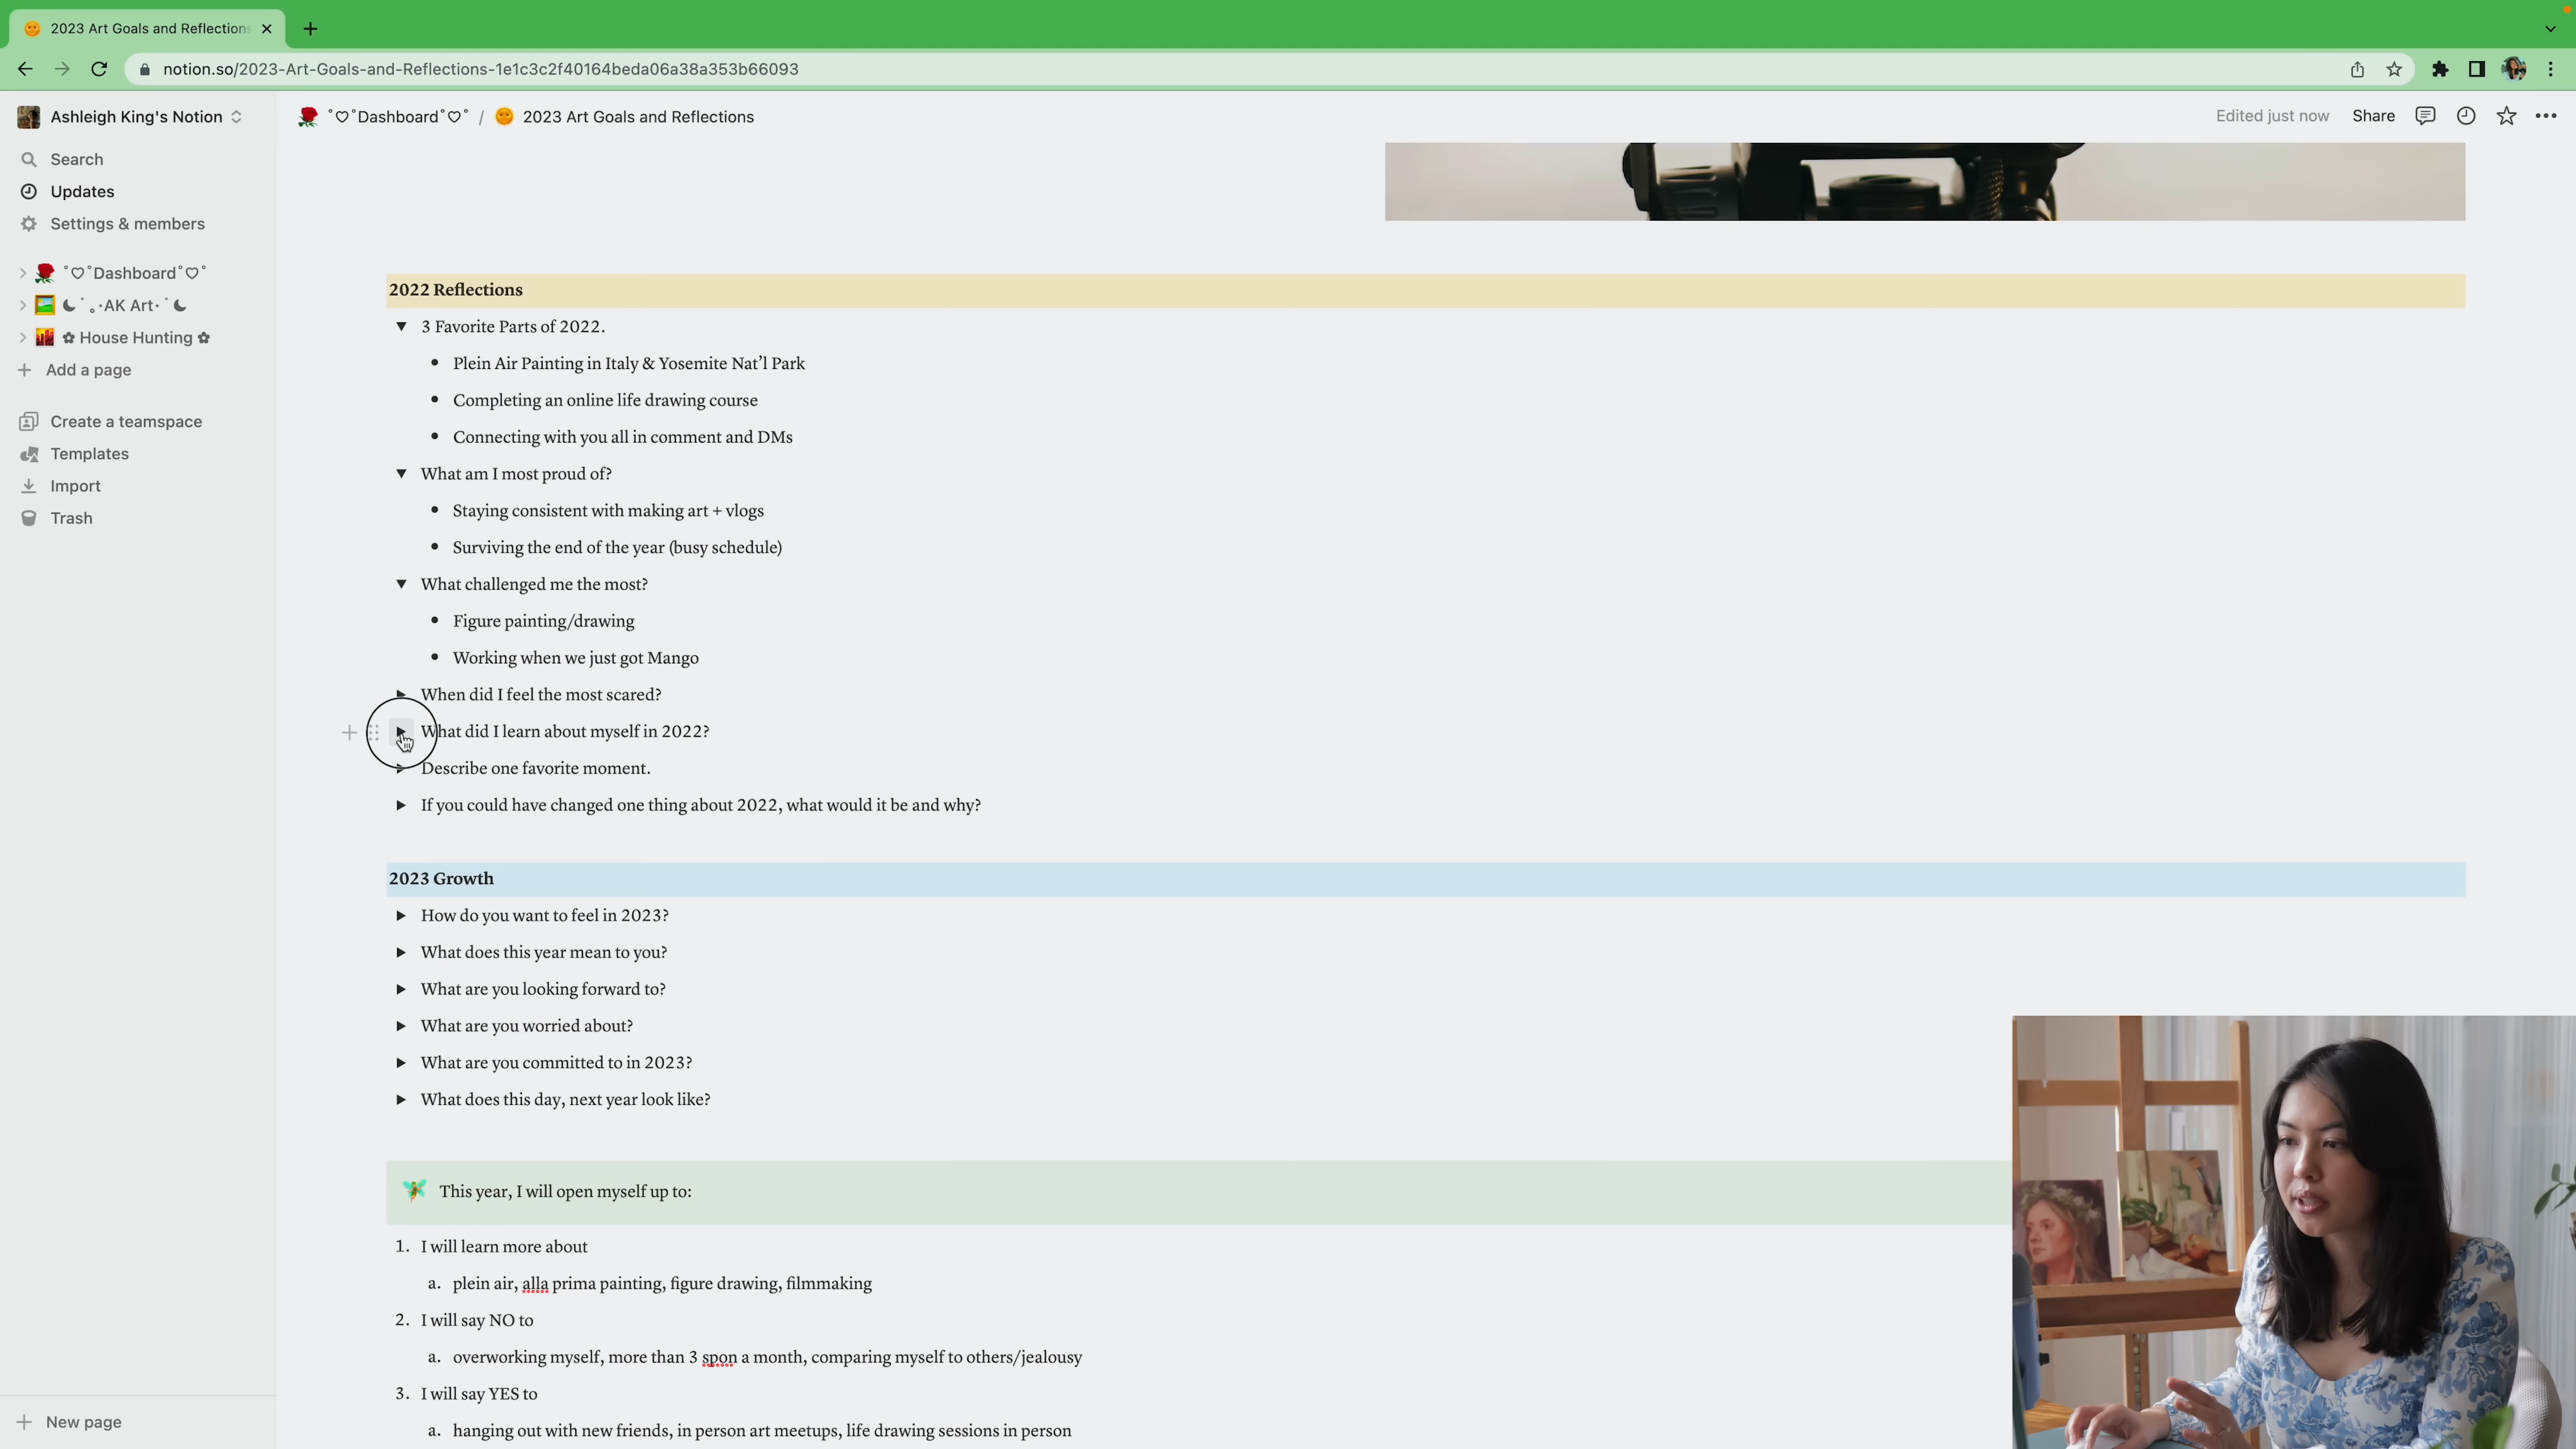 2023 Art Goals and Reflections
notion.so/2023-Art-Goals-and-Reflections-1e1c3c2f40164beda06a38a353b66093
Ashleigh King's Notion
˚♡˚Dashboard˚♡˚ / 2023 Art Goals and Reflections
Edited just now
Share
Search
Updates
Settings & members
˚♡˚Dashboard˚♡˚
☾˚｡·AK Art·˚☾
✿ House Hunting ✿
Add a page
Create a teamspace
Templates
Import
Trash
New page
2022 Reflections
3 Favorite Parts of 2022.
Plein Air Painting in Italy & Yosemite Nat’l Park
Completing an online life drawing course
Connecting with you all in comment and DMs
What am I most proud of?
Staying consistent with making art + vlogs
Surviving the end of the year (busy schedule)
What challenged me the most?
Figure painting/drawing
Working when we just got Mango
When did I feel the most scared?
What did I learn about myself in 2022?
Describe one favorite moment.
If you could have changed one thing about 2022, what would it be and why?
2023 Growth
How do you want to feel in 2023?
What does this year mean to you?
What are you looking forward to?
What are you worried about?
What are you committed to in 2023?
What does this day, next year look like?
This year, I will open myself up to:
1. I will learn more about
a. plein air, alla prima painting, figure drawing, filmmaking
2. I will say NO to
a. overworking myself, more than 3 spon a month, comparing myself to others/jealousy
3. I will say YES to
a. hanging out with new friends, in person art meetups, life drawing sessions in person